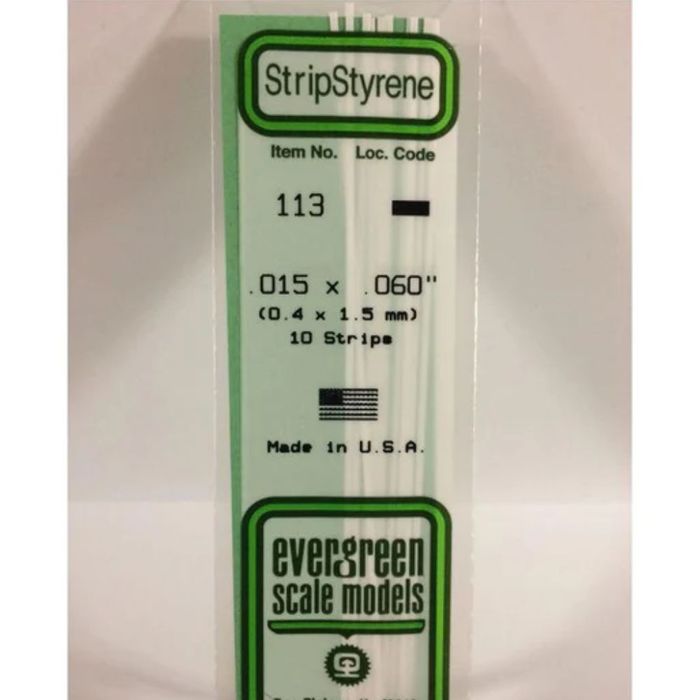 StripStyrene
Item No. Loc. Code
113
.015 x .060"
(0.4 x 1.5 mm)
10 Strips
Made in U.S.A.
evergreen
scale models